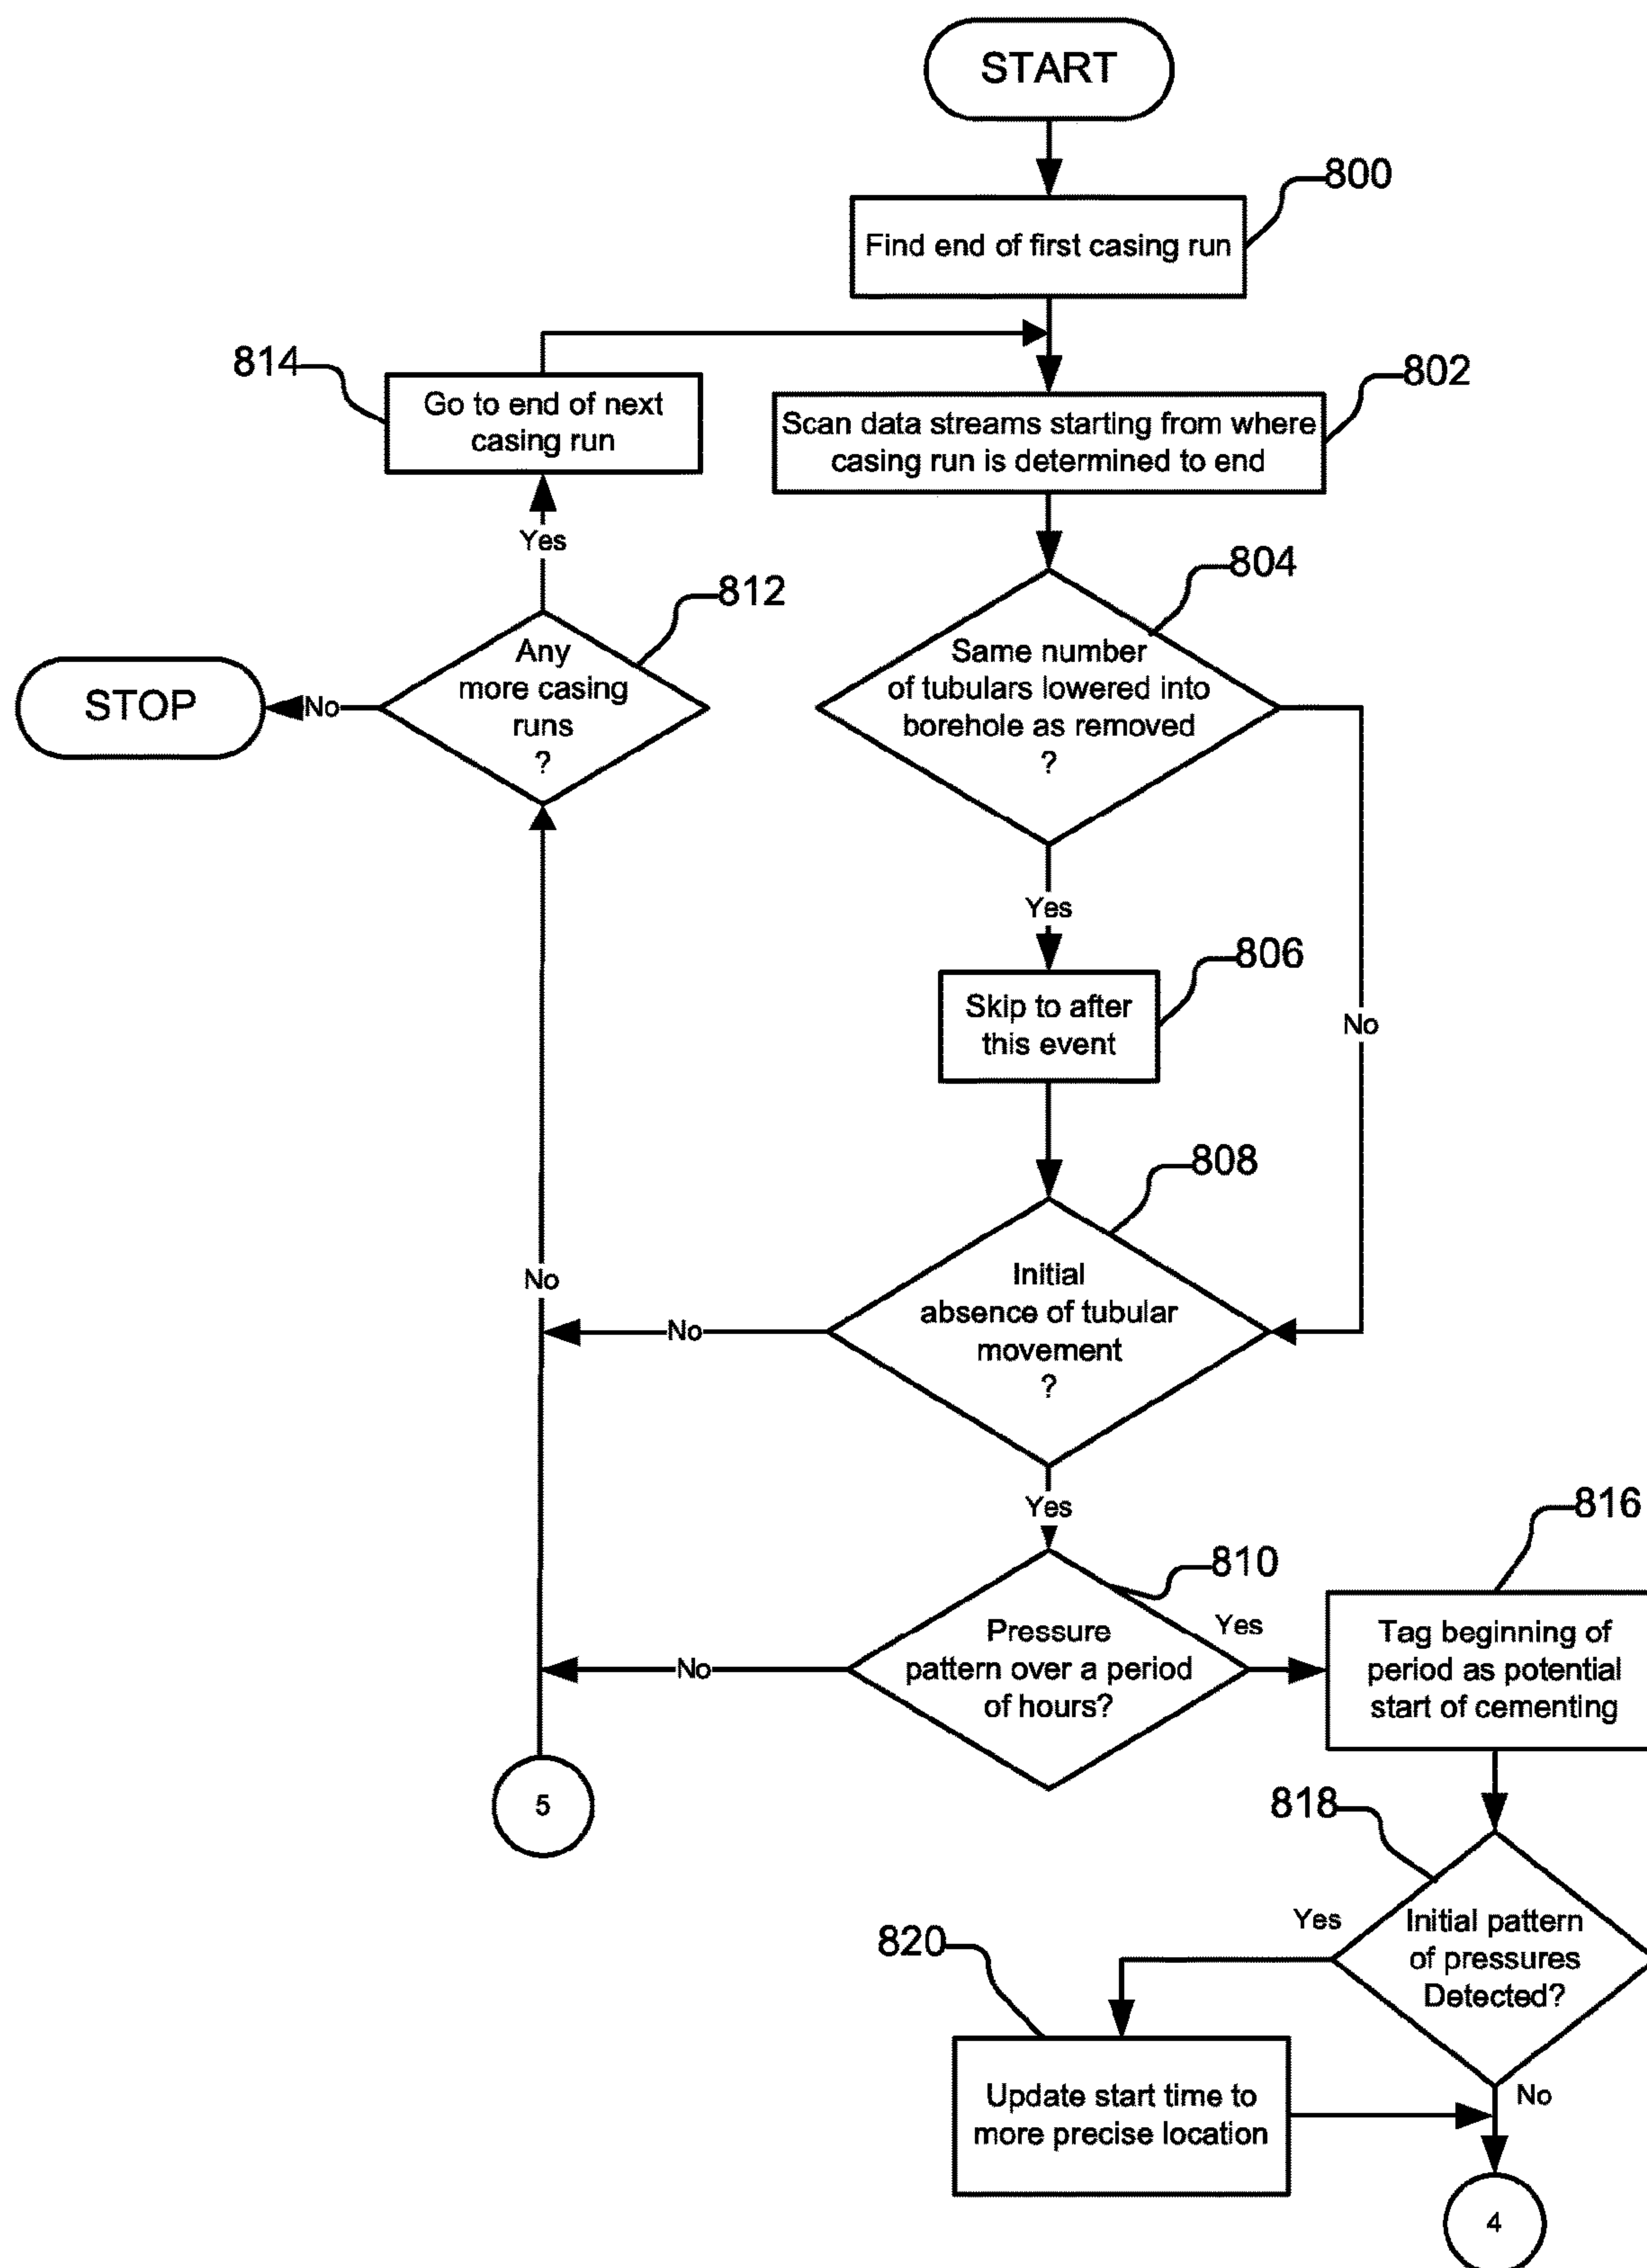 START
800
Find end of first casing run
814
Go to end of next
casing run
802
Scan data streams starting from where
casing run is determined to end
Yes
804
812
Same number
of tubulars lowered into
borehole as removed
?
Any
more casing
runs
?
STOP
No
Yes
806
Skip to after
this event
No
808
Initial
absence of tubular
movement
?
No
No
Yes
816
810
Pressure
pattern over a period
of hours?
Yes
No
Tag beginning of
period as potential
start of cementing
5
818
Initial pattern
of pressures
Detected?
Yes
820
No
Update start time to
more precise location
4